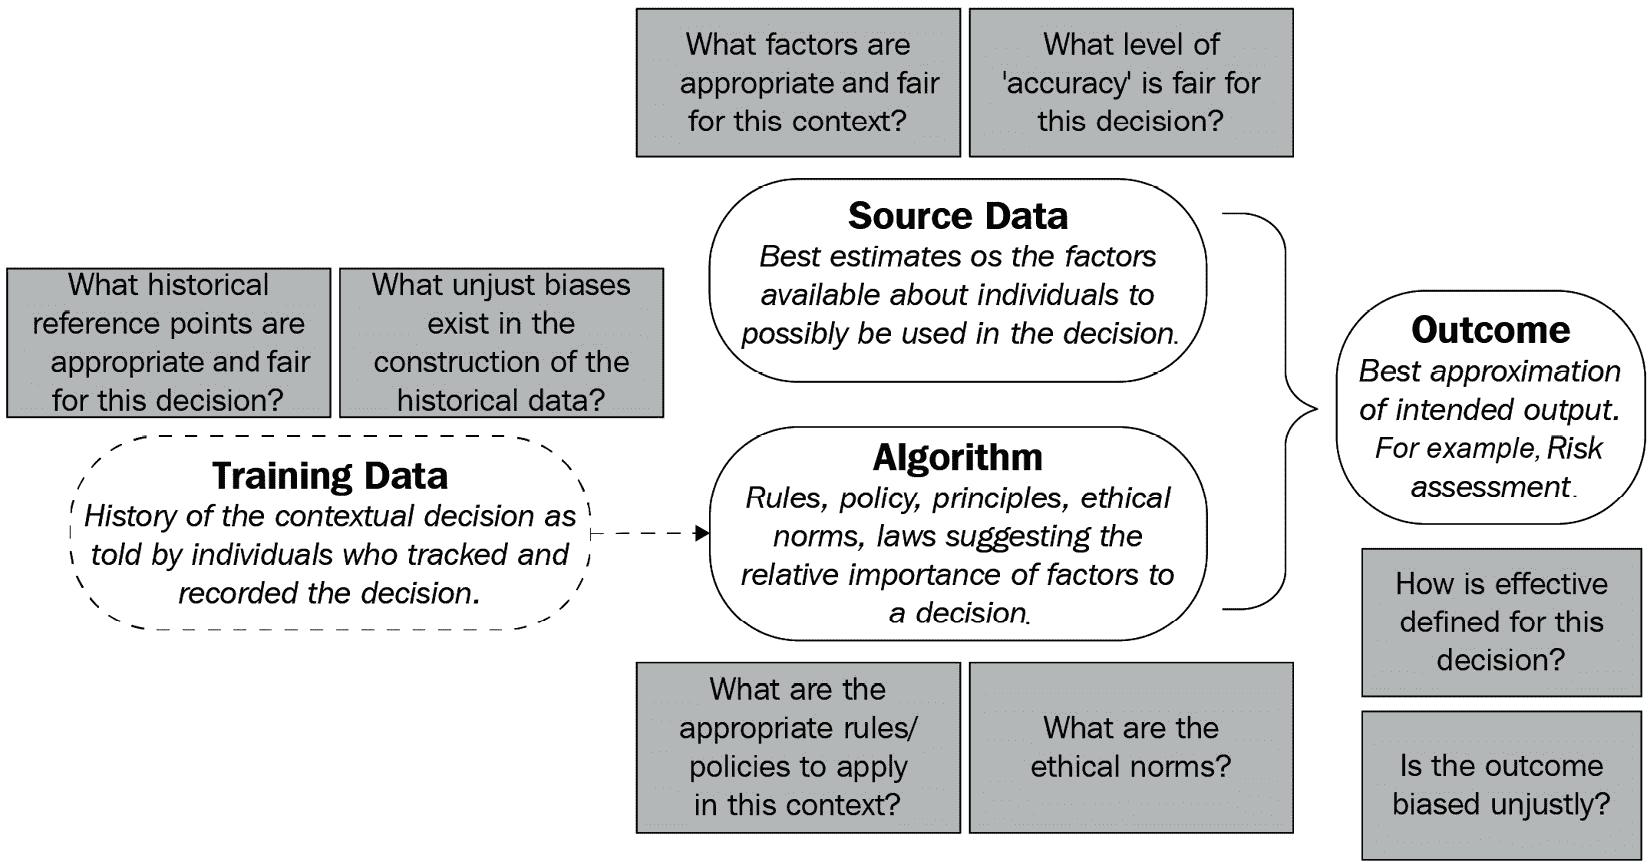 What factors are
appropriate and fair
for this context?
What level of
'accuracy' is fair for
this decision?
Source Data
Best estimates os the factors
available about individuals to
possibly be used in the decision.
What historical
reference points are
appropriate and fair
for this decision?
What unjust biases
exist in the
construction of the
historical data?
Training Data
History of the contextual decision as
told by individuals who tracked and
recorded the decision.
Algorithm
Rules, policy, principles, ethical
norms, laws suggesting the
relative importance of factors to
a decision.
Outcome
Best approximation
of intended output.
For example, Risk
assessment.
What are the
appropriate rules/
policies to apply
in this context?
What are the
ethical norms?
How is effective
defined for this
decision?
Is the outcome
biased unjustly?